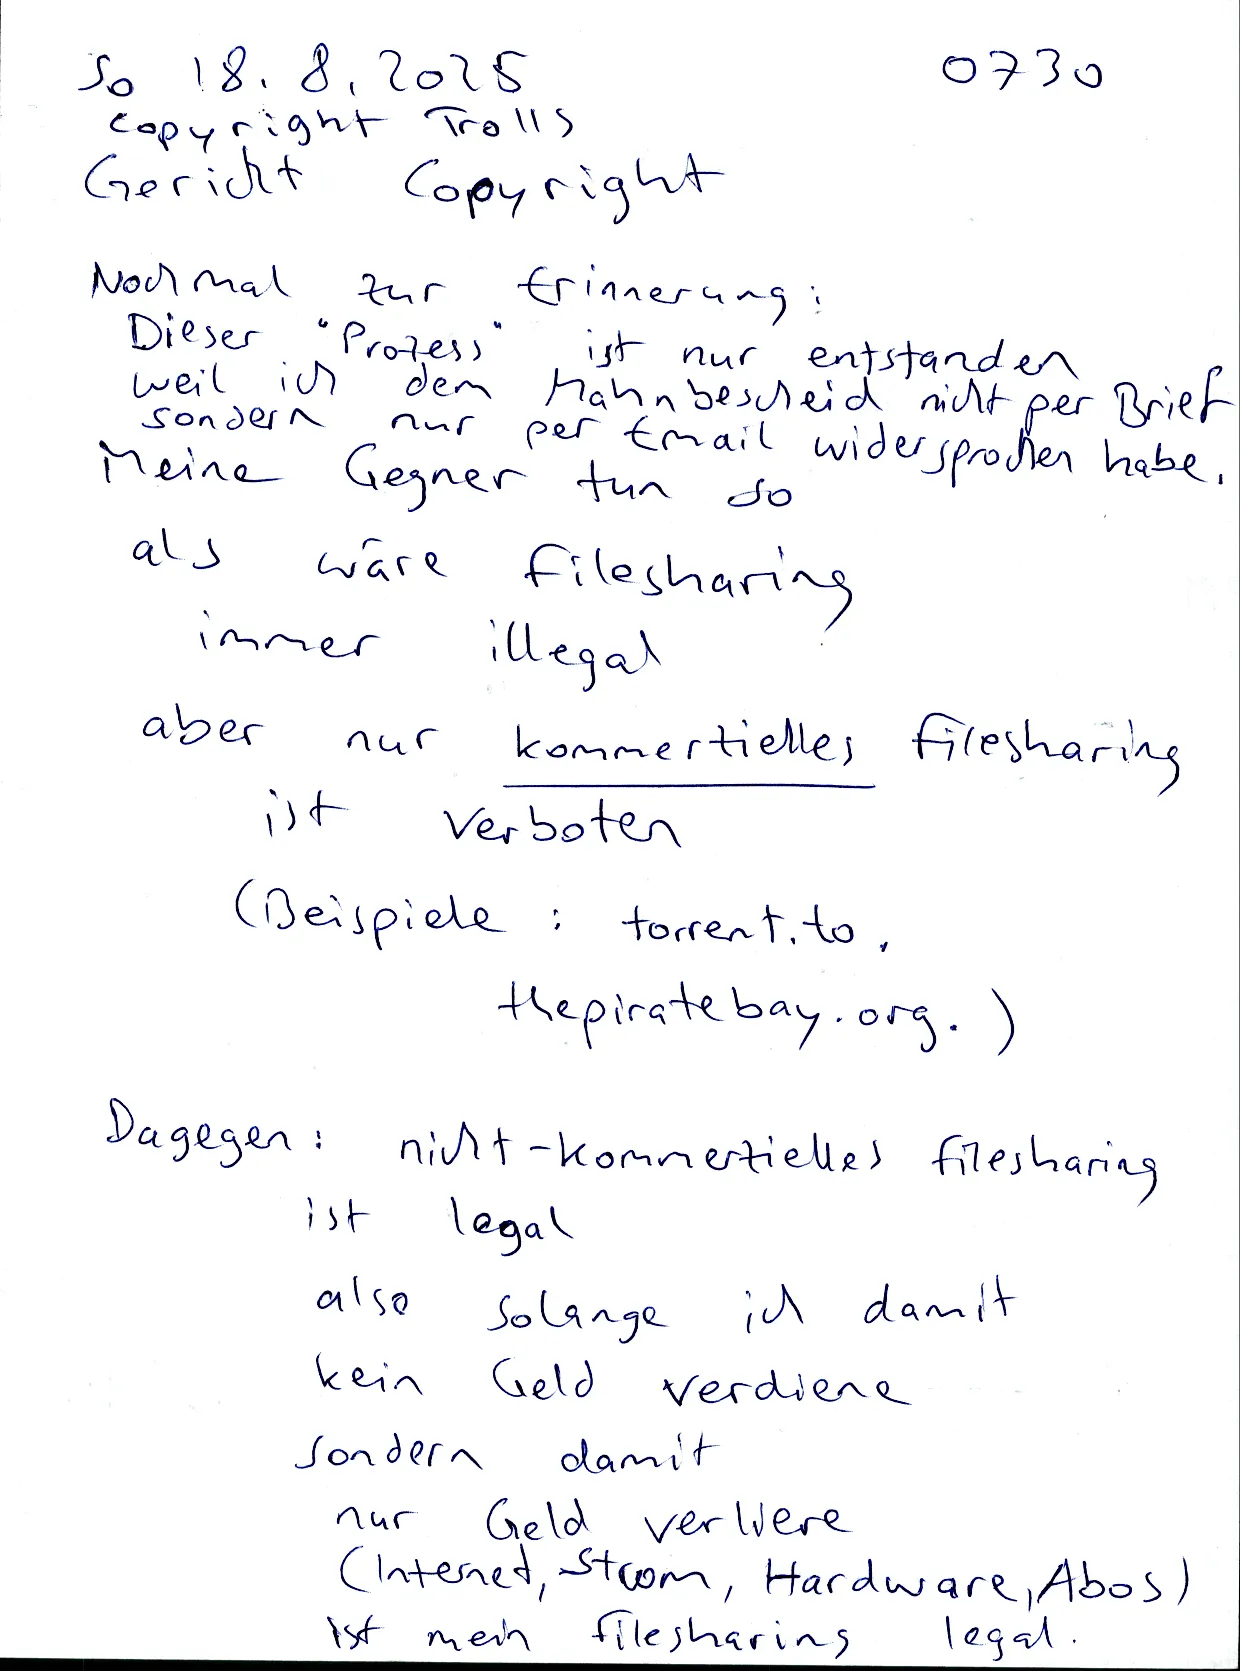 So 18.8.2025 0730
Copyright Trolls
Gericht Copyright
Nochmal zur Erinnerung:
Dieser "Prozess" ist nur entstanden
weil ich dem Mahnbescheid nicht per Brief
sondern nur per Email widersprochen habe.
Meine Gegner tun so
als wäre filesharing
immer illegal
aber nur kommertielles filesharing
ist verboten
(Beispiele: torrent.to,
thepiratebay.org.)
Dagegen: nicht-kommertielles filesharing
ist legal
also solange ich damit
kein Geld verdiene
sondern damit
nur Geld verliere
(Internet, Strom, Hardware, Abos)
ist mein filesharing legal.